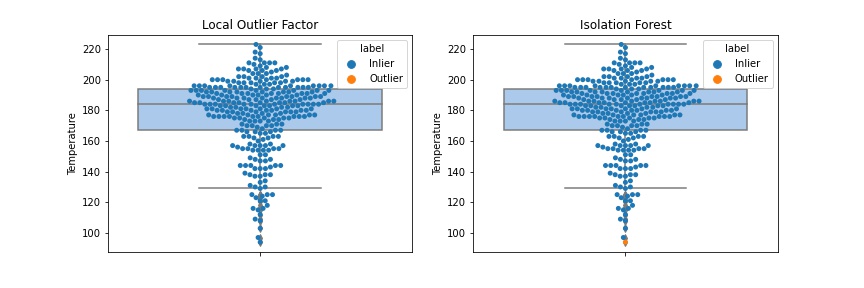 Local Outlier Factor
Temperature
220
200
180
160
140
120
100
label
Inlier
Outlier
Isolation Forest
Temperature
220
200
180
160
140
120
100
label
Inlier
Outlier